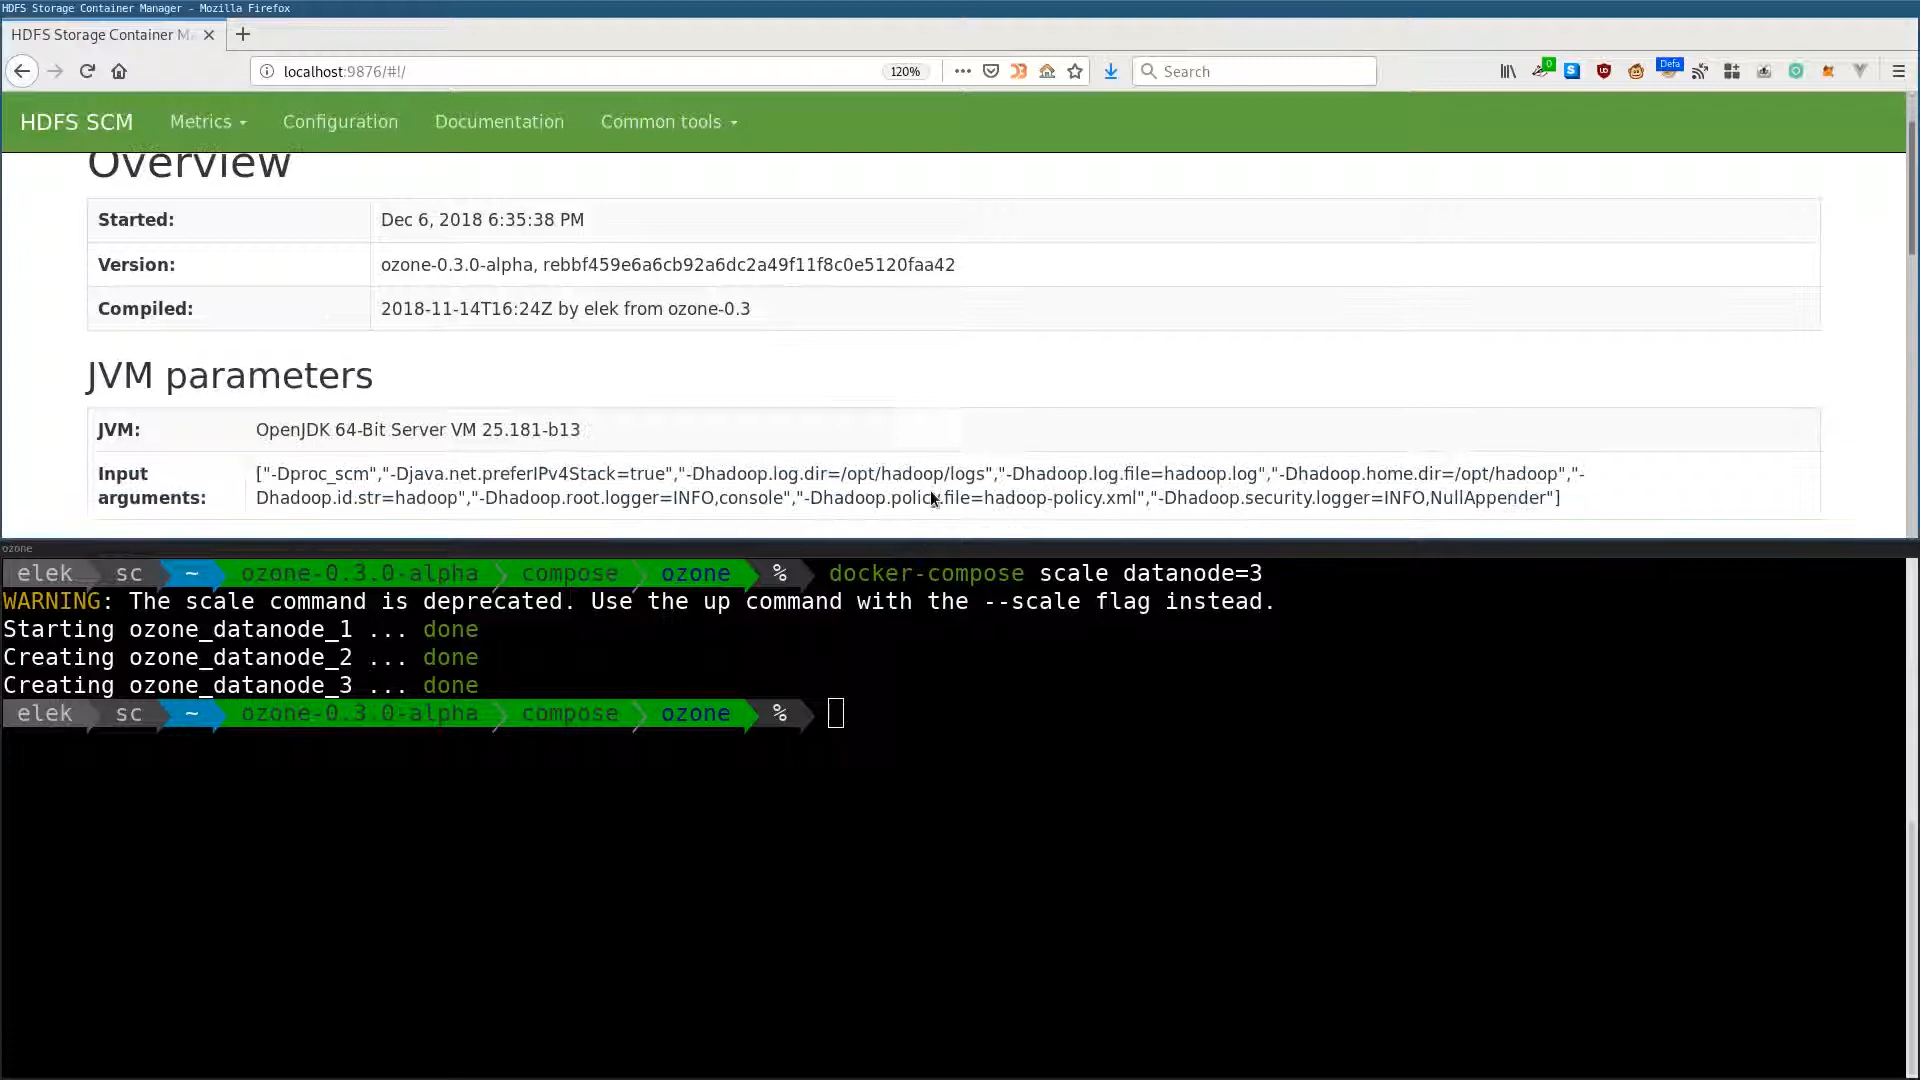 HDFS Storage Container Manager - Mozilla Firefox
HDFS Storage Container M
localhost:9876/#!/
120%
Search
0
Defa
HDFS SCM Metrics Configuration Documentation Common tools
Overview
Started: Dec 6, 2018 6:35:38 PM
Version: ozone-0.3.0-alpha, rebbf459e6a6cb92a6dc2a49f11f8c0e5120faa42
Compiled: 2018-11-14T16:24Z by elek from ozone-0.3
JVM parameters
JVM: OpenJDK 64-Bit Server VM 25.181-b13
Input arguments: ["-Dproc_scm","-Djava.net.preferIPv4Stack=true","-Dhadoop.log.dir=/opt/hadoop/logs","-Dhadoop.log.file=hadoop.log","-Dhadoop.home.dir=/opt/hadoop","-
Dhadoop.id.str=hadoop","-Dhadoop.root.logger=INFO,console","-Dhadoop.policy.file=hadoop-policy.xml","-Dhadoop.security.logger=INFO,NullAppender"]
ozone
elek sc ~ ozone-0.3.0-alpha compose ozone % docker-compose scale datanode=3
WARNING: The scale command is deprecated. Use the up command with the --scale flag instead.
Starting ozone_datanode_1 ... done
Creating ozone_datanode_2 ... done
Creating ozone_datanode_3 ... done
elek sc ~ ozone-0.3.0-alpha compose ozone %